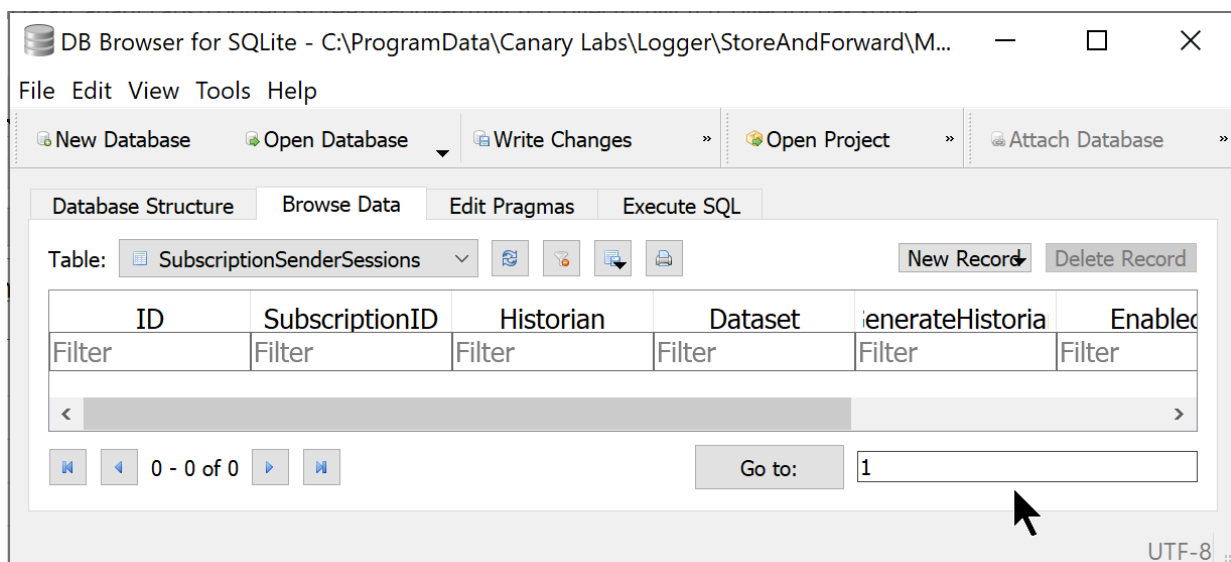 DB Browser for SQLite - C:\ProgramData\Canary Labs\Logger\StoreAndForward\M...
File Edit View Tools Help
New Database Open Database Write Changes » Open Project » Attach Database »
Database Structure Browse Data Edit Pragmas Execute SQL
Table: SubscriptionSenderSessions New Record Delete Record
ID SubscriptionID Historian Dataset GenerateHistoria Enabled
Filter Filter Filter Filter Filter Filter
0 - 0 of 0 Go to: 1
UTF-8